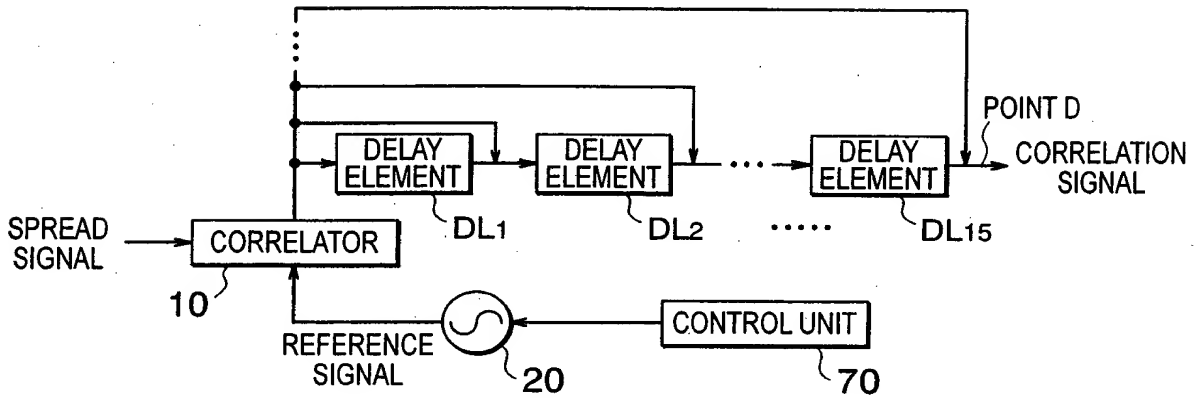 POINT D
DELAY
ELEMENT
DELAY
ELEMENT
DELAY
ELEMENT
CORRELATION
SIGNAL
DL1
DL2
DL15
SPREAD
SIGNAL
CORRELATOR
10
REFERENCE
SIGNAL
20
CONTROL UNIT
70